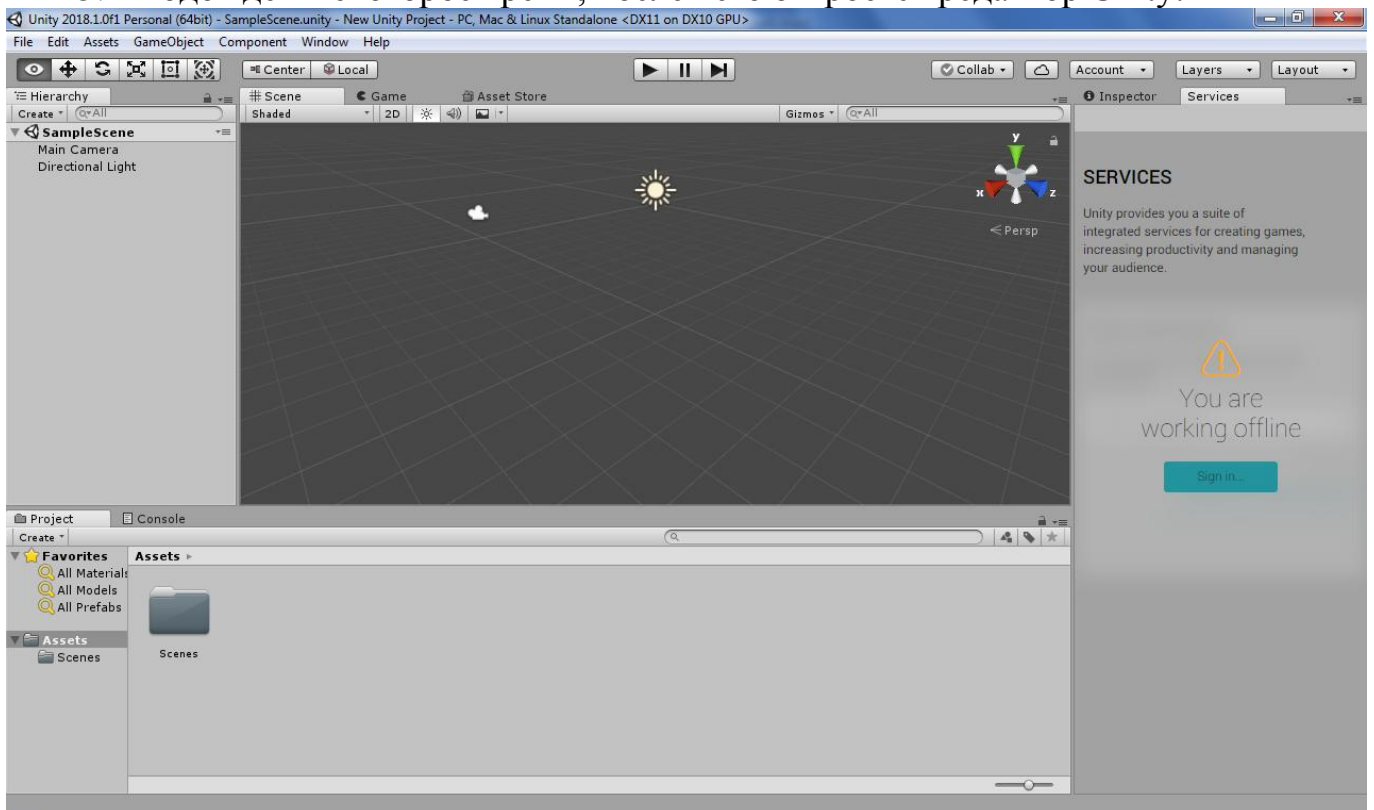 Unity 2018.1.0f1 Personal (64bit) - SampleScene.unity - New Unity Project - PC, Mac & Linux Standalone <DX11 on DX10 GPU>
File Edit Assets GameObject Component Window Help
Center Local Collab Account Layers Layout
Hierarchy
Create All
SampleScene
Main Camera
Directional Light
Scene Game Asset Store
Shaded 2D Gizmos All
y
x z
Persp
Inspector Services
SERVICES
Unity provides you a suite of
integrated services for creating games,
increasing productivity and managing
your audience.
You are
working offline
Sign in...
Project Console
Create
Favorites
All Materials
All Models
All Prefabs
Assets
Scenes
Assets
Scenes